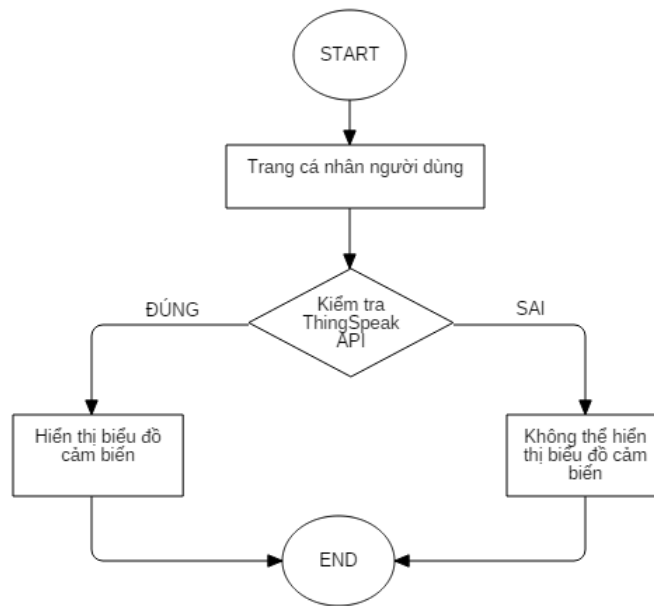 START
Trang cá nhân người dùng
Kiểm tra
ThingSpeak
API
ĐÚNG
SAI
Hiển thị biểu đồ
cảm biến
Không thể hiển
thị biểu đồ cảm
biến
END